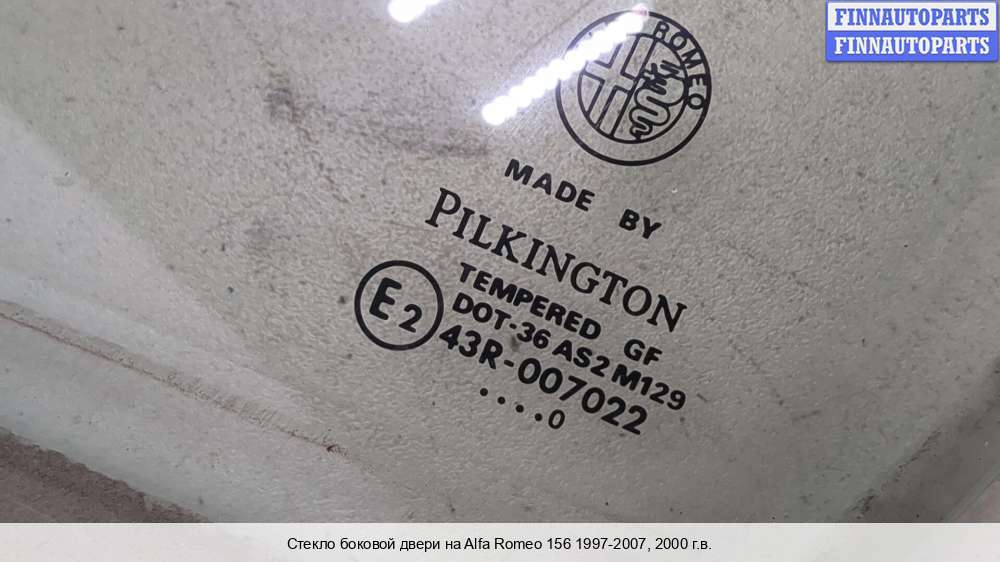 FINNAUTOPARTS
FINNAUTOPARTS
ROMEO
MADE BY
PILKINGTON
TEMPERED GF
E2 DOT-36 AS2 M129
43R-007022
....0
Стекло боковой двери на Alfa Romeo 156 1997-2007, 2000 г.в.